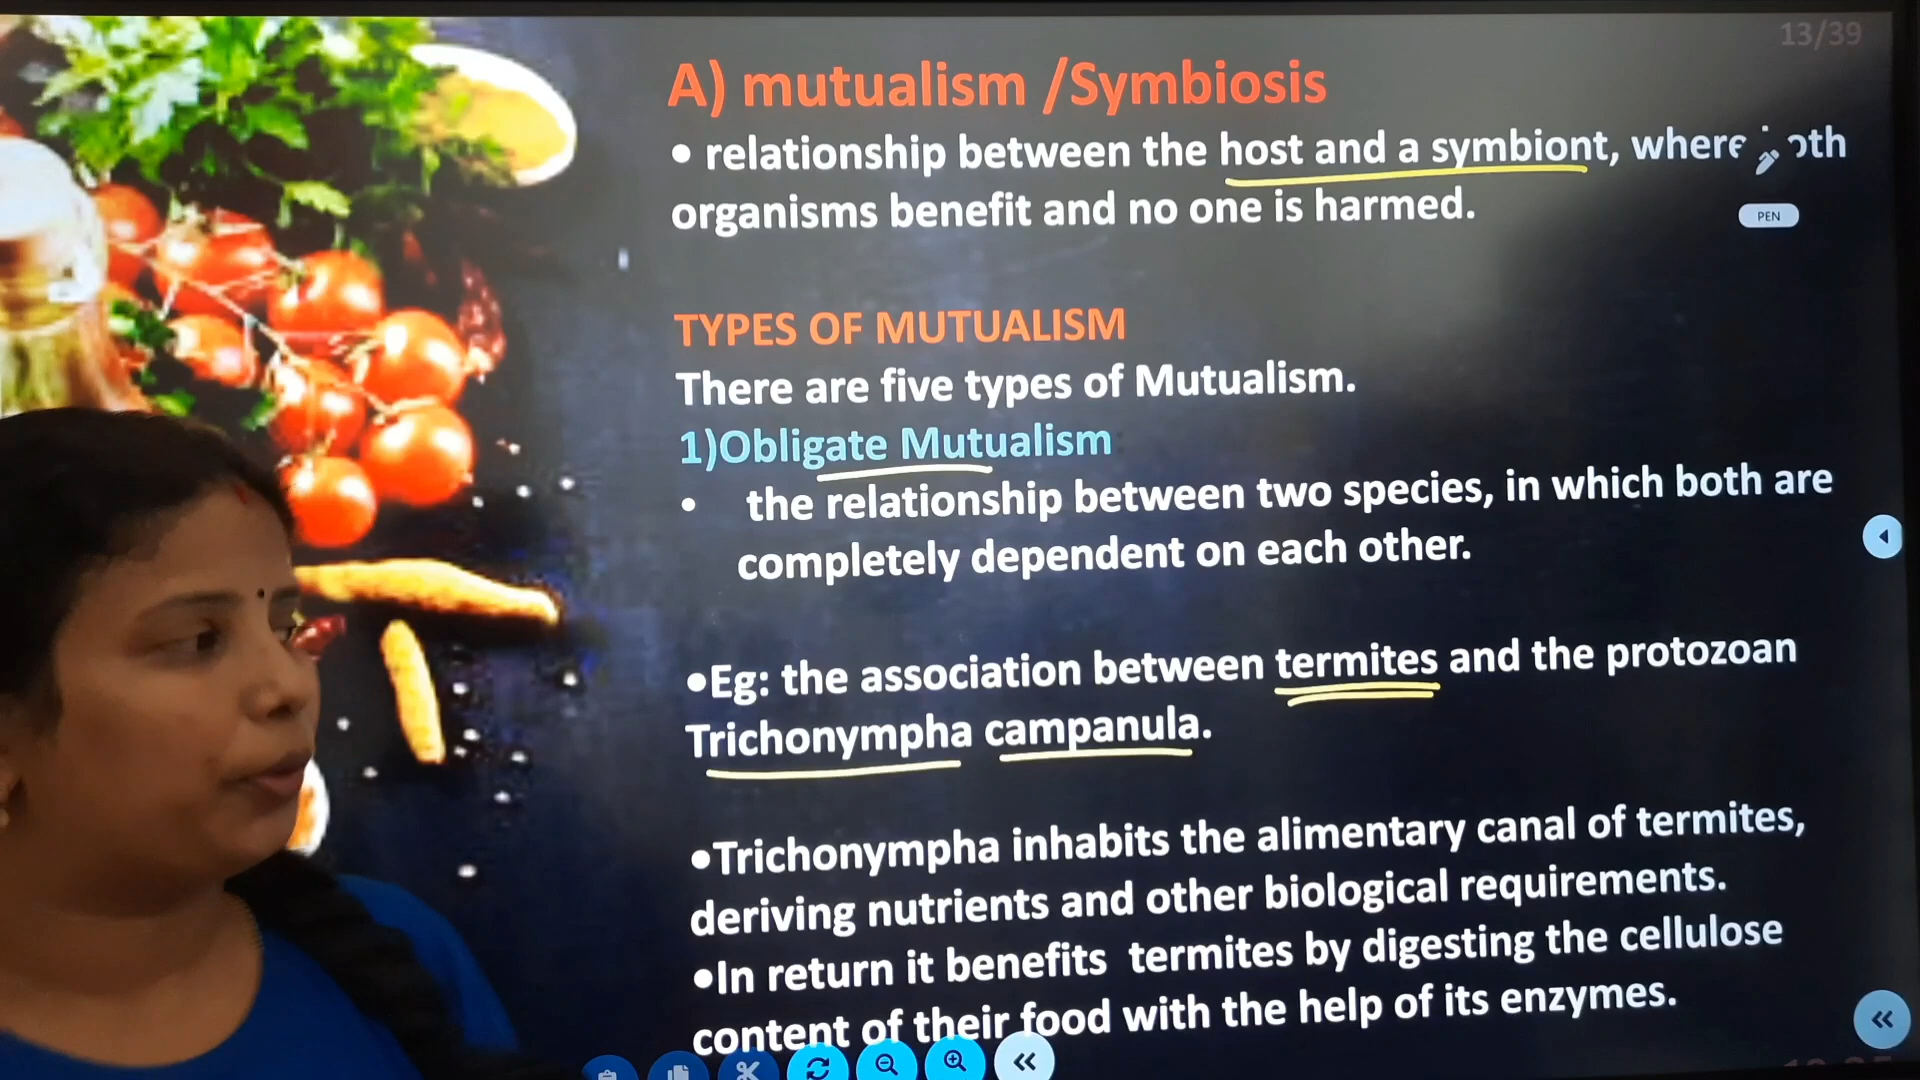 13/39
A) mutualism /Symbiosis
• relationship between the host and a symbiont, where
organisms benefit and no one is harmed.
PEN
TYPES OF MUTUALISM
There are five types of Mutualism.
1)Obligate Mutualism
• the relationship between two species, in which both are
completely dependent on each other.
•Eg: the association between termites and the protozoan
Trichonympha campanula.
•Trichonympha inhabits the alimentary canal of termites,
deriving nutrients and other biological requirements.
•In return it benefits termites by digesting the cellulose
content of their food with the help of its enzymes.